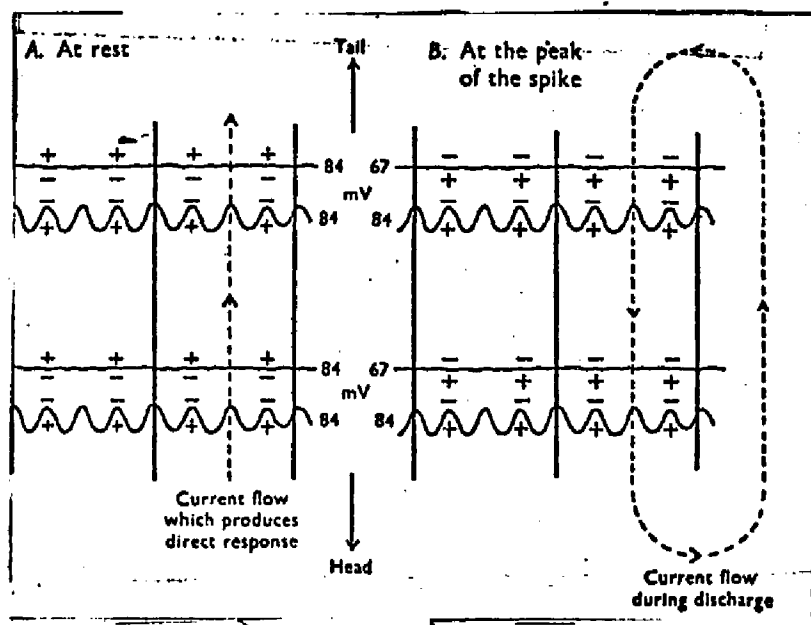 A. At rest
Tail
B. At the peak
of the spike
+ + + + 84 67 − − − −
− − − − mV + + + +
− − − − 84 84 − − − −
+ + + + + + + +
+ + + + 84 67 − − − −
− − − − mV + + + +
− − − − 84 84 − − − −
+ + + + + + + +
Current flow
which produces
direct response
Head
Current flow
during discharge